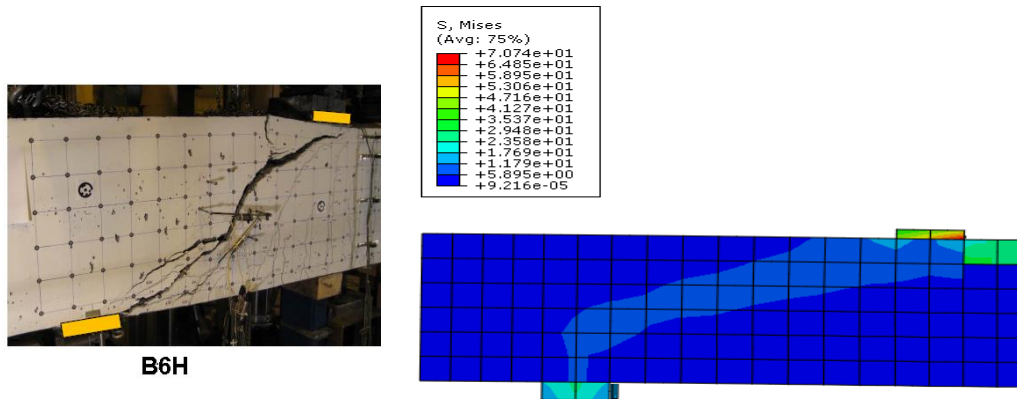 S, Mises
(Avg: 75%)
+7.074e+01
+6.485e+01
+5.895e+01
+5.306e+01
+4.716e+01
+4.127e+01
+3.537e+01
+2.948e+01
+2.358e+01
+1.769e+01
+1.179e+01
+5.895e+00
+9.216e-05
B6H